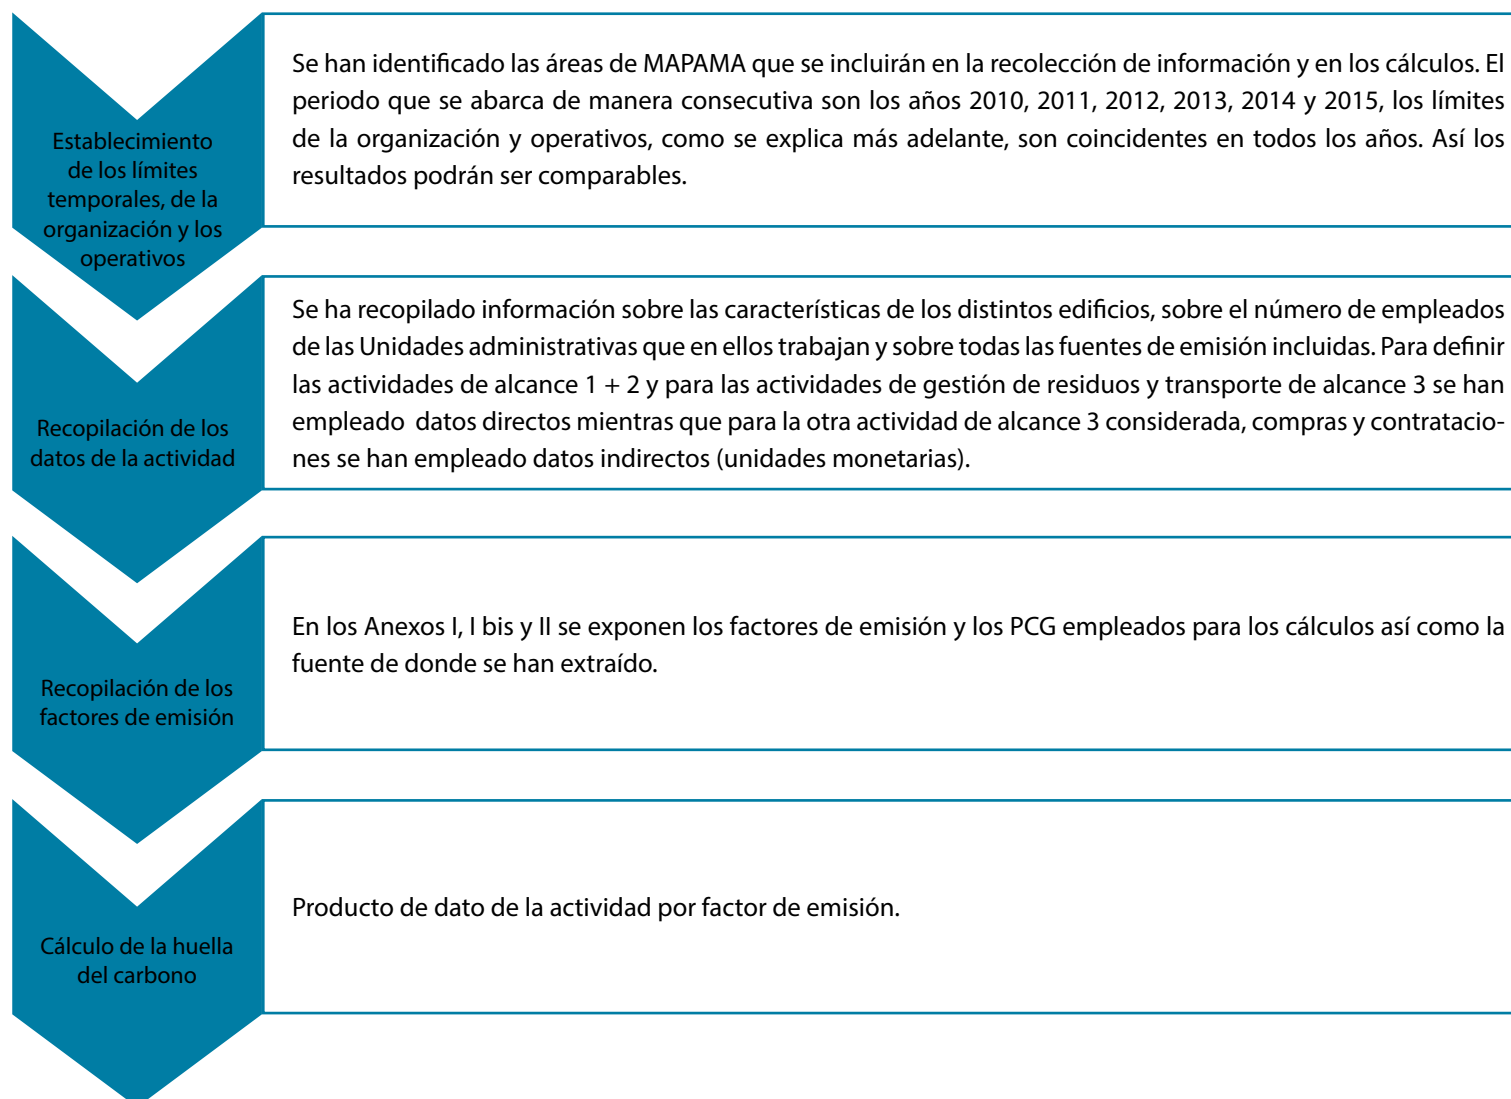 Establecimiento
de los límites
temporales, de la
organización y los
operativos
Se han identificado las áreas de MAPAMA que se incluirán en la recolección de información y en los cálculos. El
periodo que se abarca de manera consecutiva son los años 2010, 2011, 2012, 2013, 2014 y 2015, los límites
de la organización y operativos, como se explica más adelante, son coincidentes en todos los años. Así los
resultados podrán ser comparables.
Recopilación de los
datos de la actividad
Se ha recopilado información sobre las características de los distintos edificios, sobre el número de empleados
de las Unidades administrativas que en ellos trabajan y sobre todas las fuentes de emisión incluidas. Para definir
las actividades de alcance 1 + 2 y para las actividades de gestión de residuos y transporte de alcance 3 se han
empleado datos directos mientras que para la otra actividad de alcance 3 considerada, compras y contratacio-
nes se han empleado datos indirectos (unidades monetarias).
Recopilación de los
factores de emisión
En los Anexos I, I bis y II se exponen los factores de emisión y los PCG empleados para los cálculos así como la
fuente de donde se han extraído.
Cálculo de la huella
del carbono
Producto de dato de la actividad por factor de emisión.